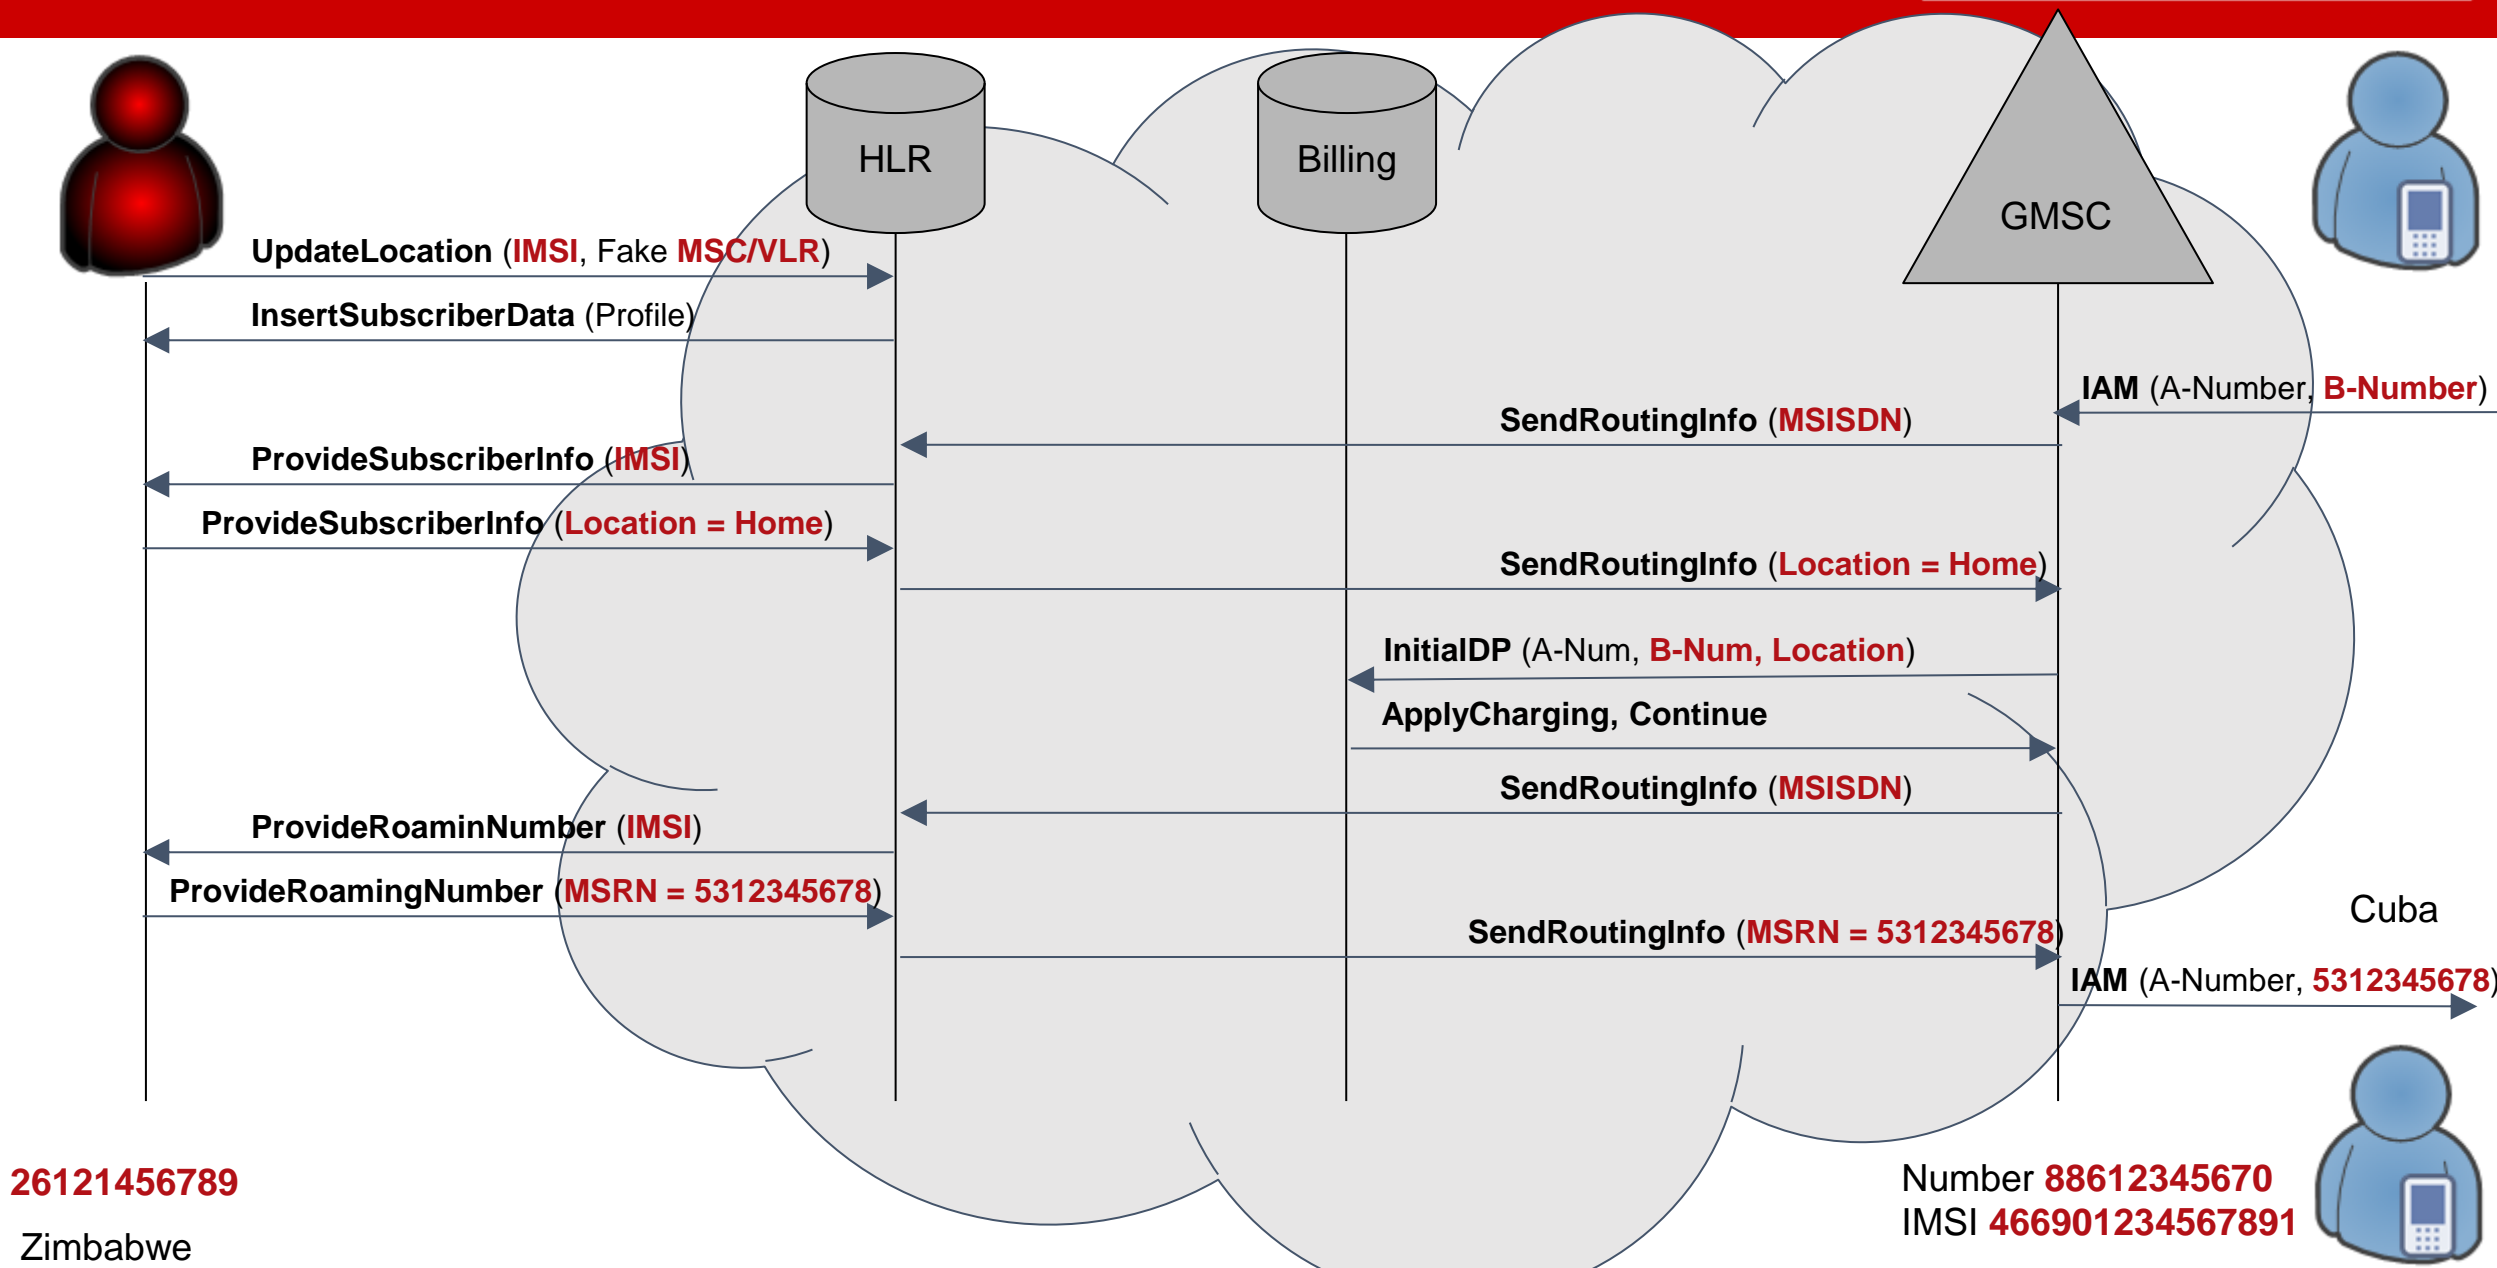 HLR
Billing
GMSC
UpdateLocation (IMSI, Fake MSC/VLR)
InsertSubscriberData (Profile)
IAM (A-Number, B-Number)
SendRoutingInfo (MSISDN)
ProvideSubscriberInfo (IMSI)
ProvideSubscriberInfo (Location = Home)
SendRoutingInfo (Location = Home)
InitialDP (A-Num, B-Num, Location)
ApplyCharging, Continue
SendRoutingInfo (MSISDN)
ProvideRoaminNumber (IMSI)
ProvideRoamingNumber (MSRN = 5312345678)
Cuba
SendRoutingInfo (MSRN = 5312345678)
IAM (A-Number, 5312345678)
26121456789
Zimbabwe
Number 88612345670
IMSI 466901234567891